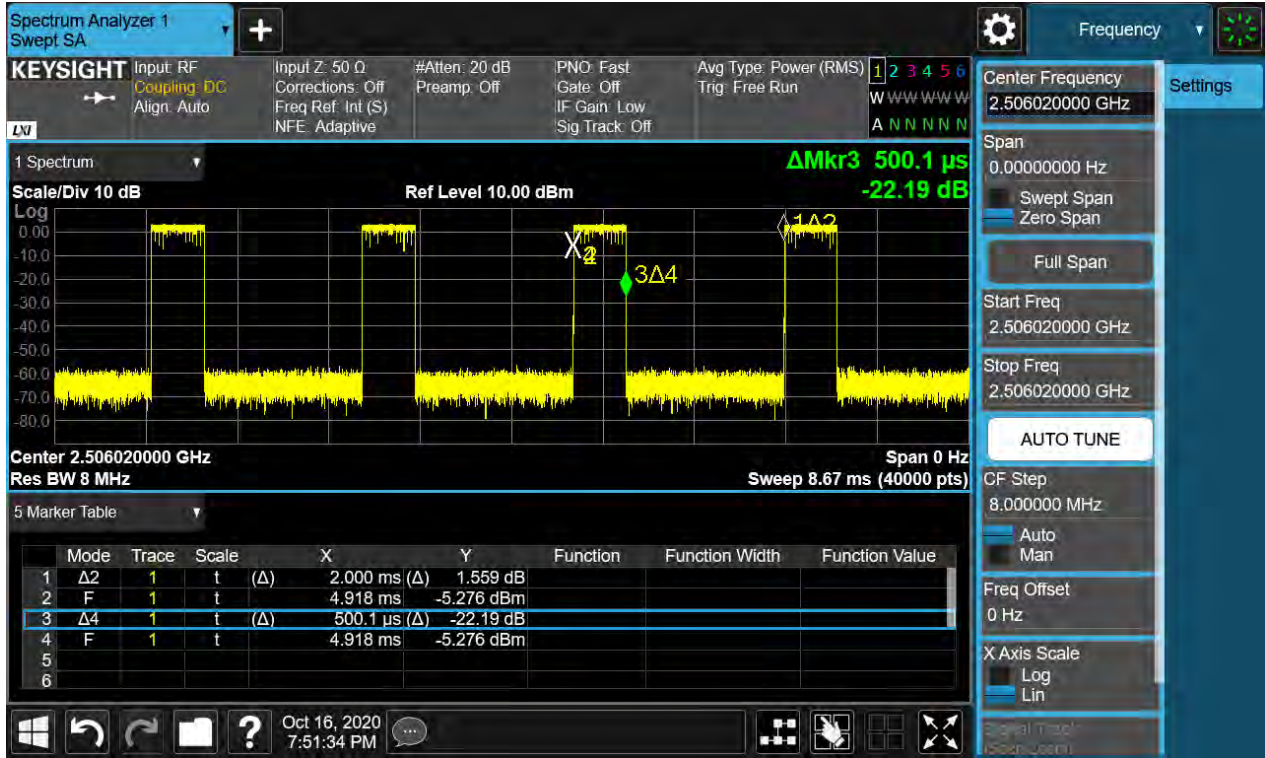 Spectrum Analyzer 1
Swept SA
+
Frequency
KEYSIGHT
LXI
Input: RF
Coupling: DC
Align: Auto
Input Z: 50 Ω
Corrections: Off
Freq Ref: Int (S)
NFE: Adaptive
#Atten: 20 dB
Preamp: Off
PNO: Fast
Gate: Off
IF Gain: Low
Sig Track: Off
Avg Type: Power (RMS)
Trig: Free Run
1 2 3 4 5 6
W W W W W W
A N N N N N
1 Spectrum
ΔMkr3 500.1 µs
-22.19 dB
Scale/Div 10 dB
Ref Level 10.00 dBm
Log
0.00
-10.0
-20.0
-30.0
-40.0
-50.0
-60.0
-70.0
-80.0
1Δ2
3Δ4
Center 2.506020000 GHz
Span 0 Hz
Res BW 8 MHz
Sweep 8.67 ms (40000 pts)
5 Marker Table
Mode Trace Scale X Y Function Function Width Function Value
1 Δ2 1 t (Δ) 2.000 ms (Δ) 1.559 dB
2 F 1 t 4.918 ms -5.276 dBm
3 Δ4 1 t (Δ) 500.1 µs (Δ) -22.19 dB
4 F 1 t 4.918 ms -5.276 dBm
5
6
?
Oct 16, 2020
7:51:34 PM
Center Frequency
2.506020000 GHz
Settings
Span
0.00000000 Hz
Swept Span
Zero Span
Full Span
Start Freq
2.506020000 GHz
Stop Freq
2.506020000 GHz
AUTO TUNE
CF Step
8.000000 MHz
Auto
Man
Freq Offset
0 Hz
X Axis Scale
Log
Lin